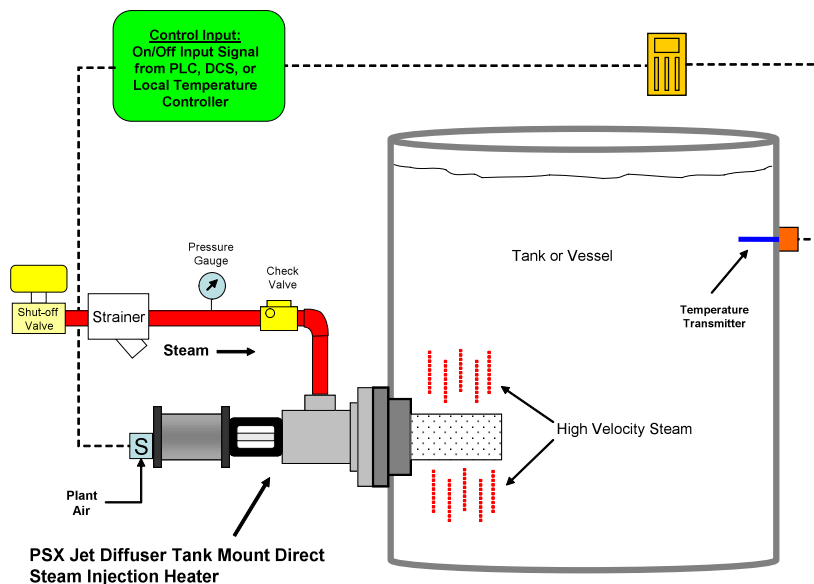 Control Input:
On/Off Input Signal
from PLC, DCS, or
Local Temperature
Controller
Tank or Vessel
Pressure
Gauge
Check
Valve
Shut-off
Valve
Strainer
Steam
Temperature
Transmitter
High Velocity Steam
S
Plant
Air
PSX Jet Diffuser Tank Mount Direct
Steam Injection Heater